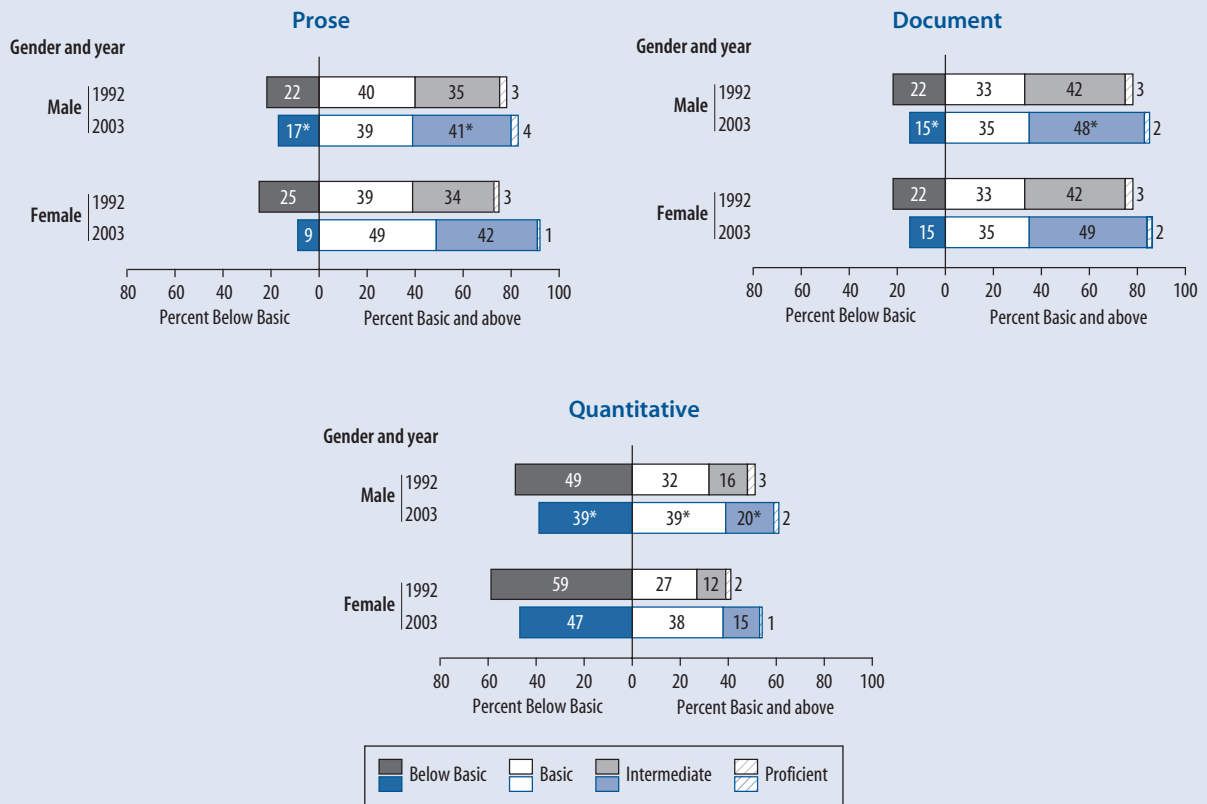 Prose
Gender and year
Male
1992
22 40 35 3
2003
17* 39 41* 4
Female
1992
25 39 34 3
2003
9 49 42 1
80 60 40 20 0 20 40 60 80 100
Percent Below Basic Percent Basic and above
Document
Gender and year
Male
1992
22 33 42 3
2003
15* 35 48* 2
Female
1992
22 33 42 3
2003
15 35 49 2
80 60 40 20 0 20 40 60 80 100
Percent Below Basic Percent Basic and above
Quantitative
Gender and year
Male
1992
49 32 16 3
2003
39* 39* 20* 2
Female
1992
59 27 12 2
2003
47 38 15 1
80 60 40 20 0 20 40 60 80 100
Percent Below Basic Percent Basic and above
Below Basic Basic Intermediate Proficient